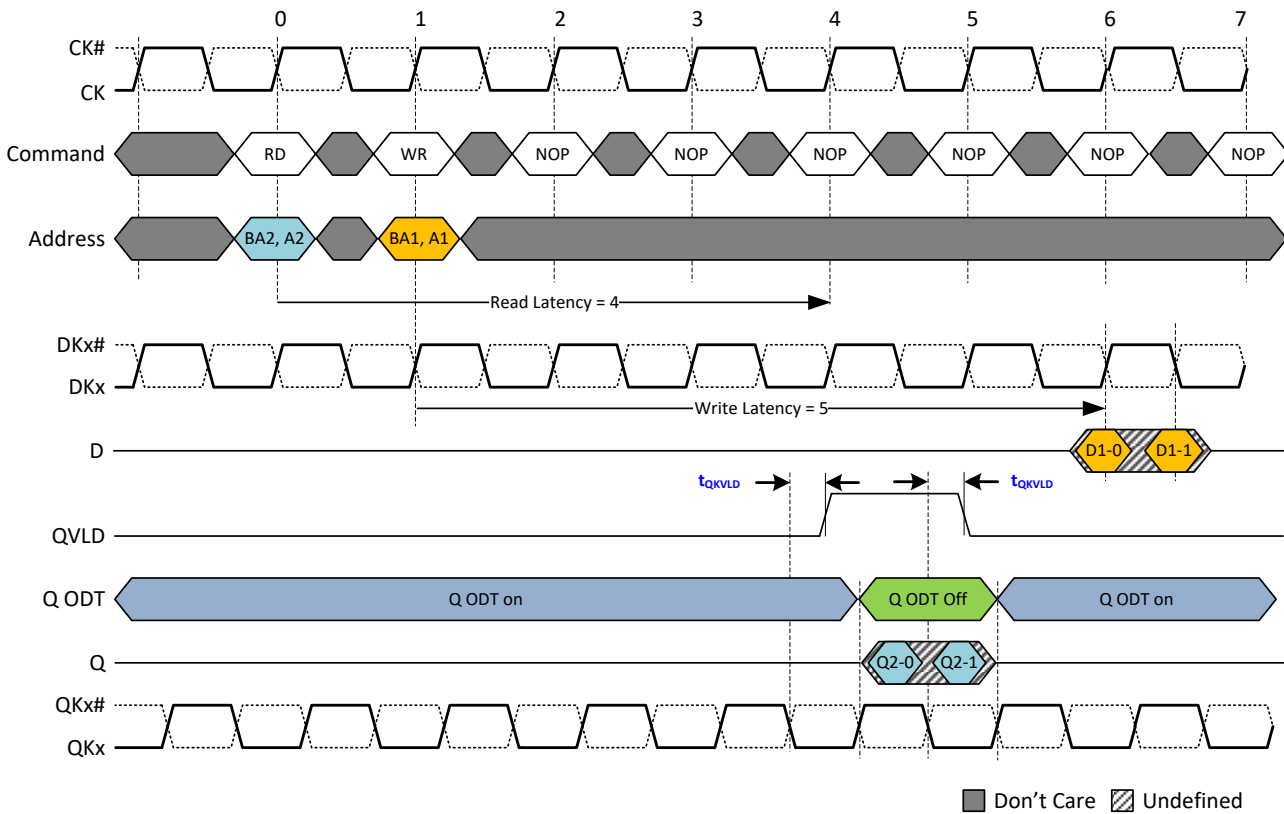 0 1 2 3 4 5 6 7
CK#
CK
Command RD WR NOP NOP NOP NOP NOP NOP
Address BA2, A2 BA1, A1
Read Latency = 4
DKx#
DKx
Write Latency = 5
D D1-0 D1-1
tQKVLD tQKVLD
QVLD
Q ODT Q ODT on Q ODT Off Q ODT on
Q Q2-0 Q2-1
QKx#
QKx
Don't Care Undefined